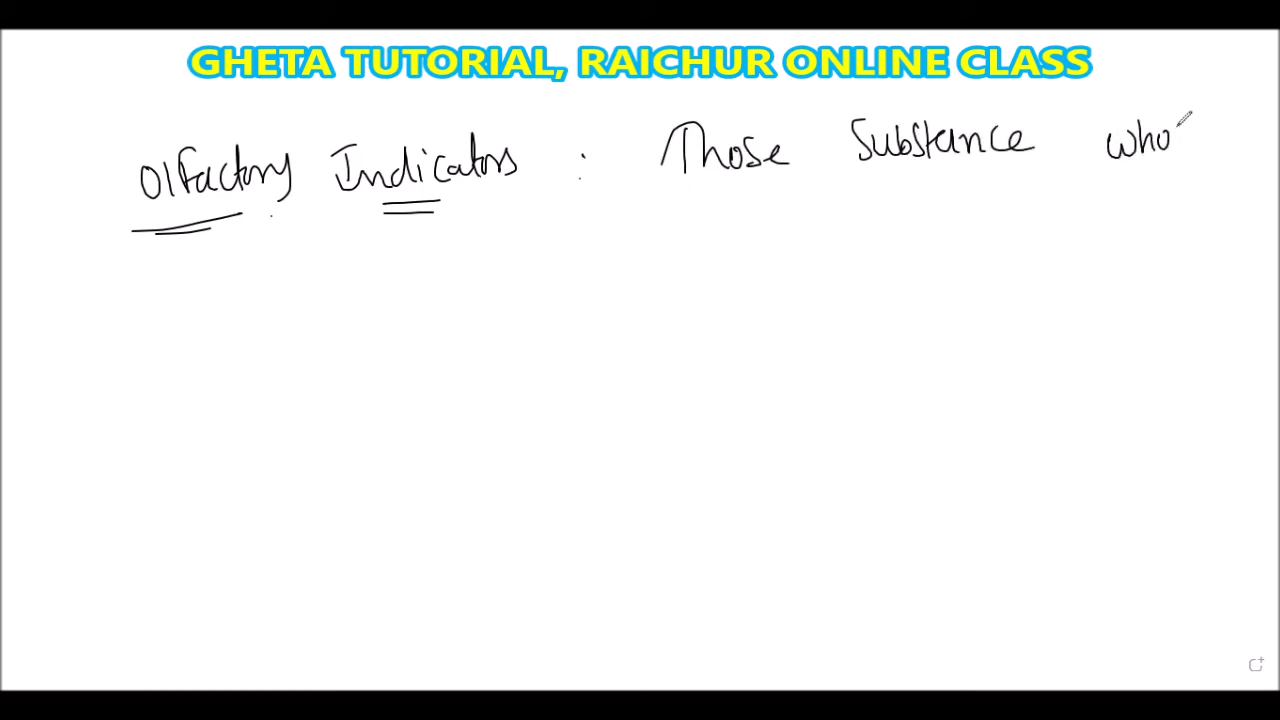 GHETA TUTORIAL, RAICHUR ONLINE CLASS
Olfactory Indicators : Those Substance who